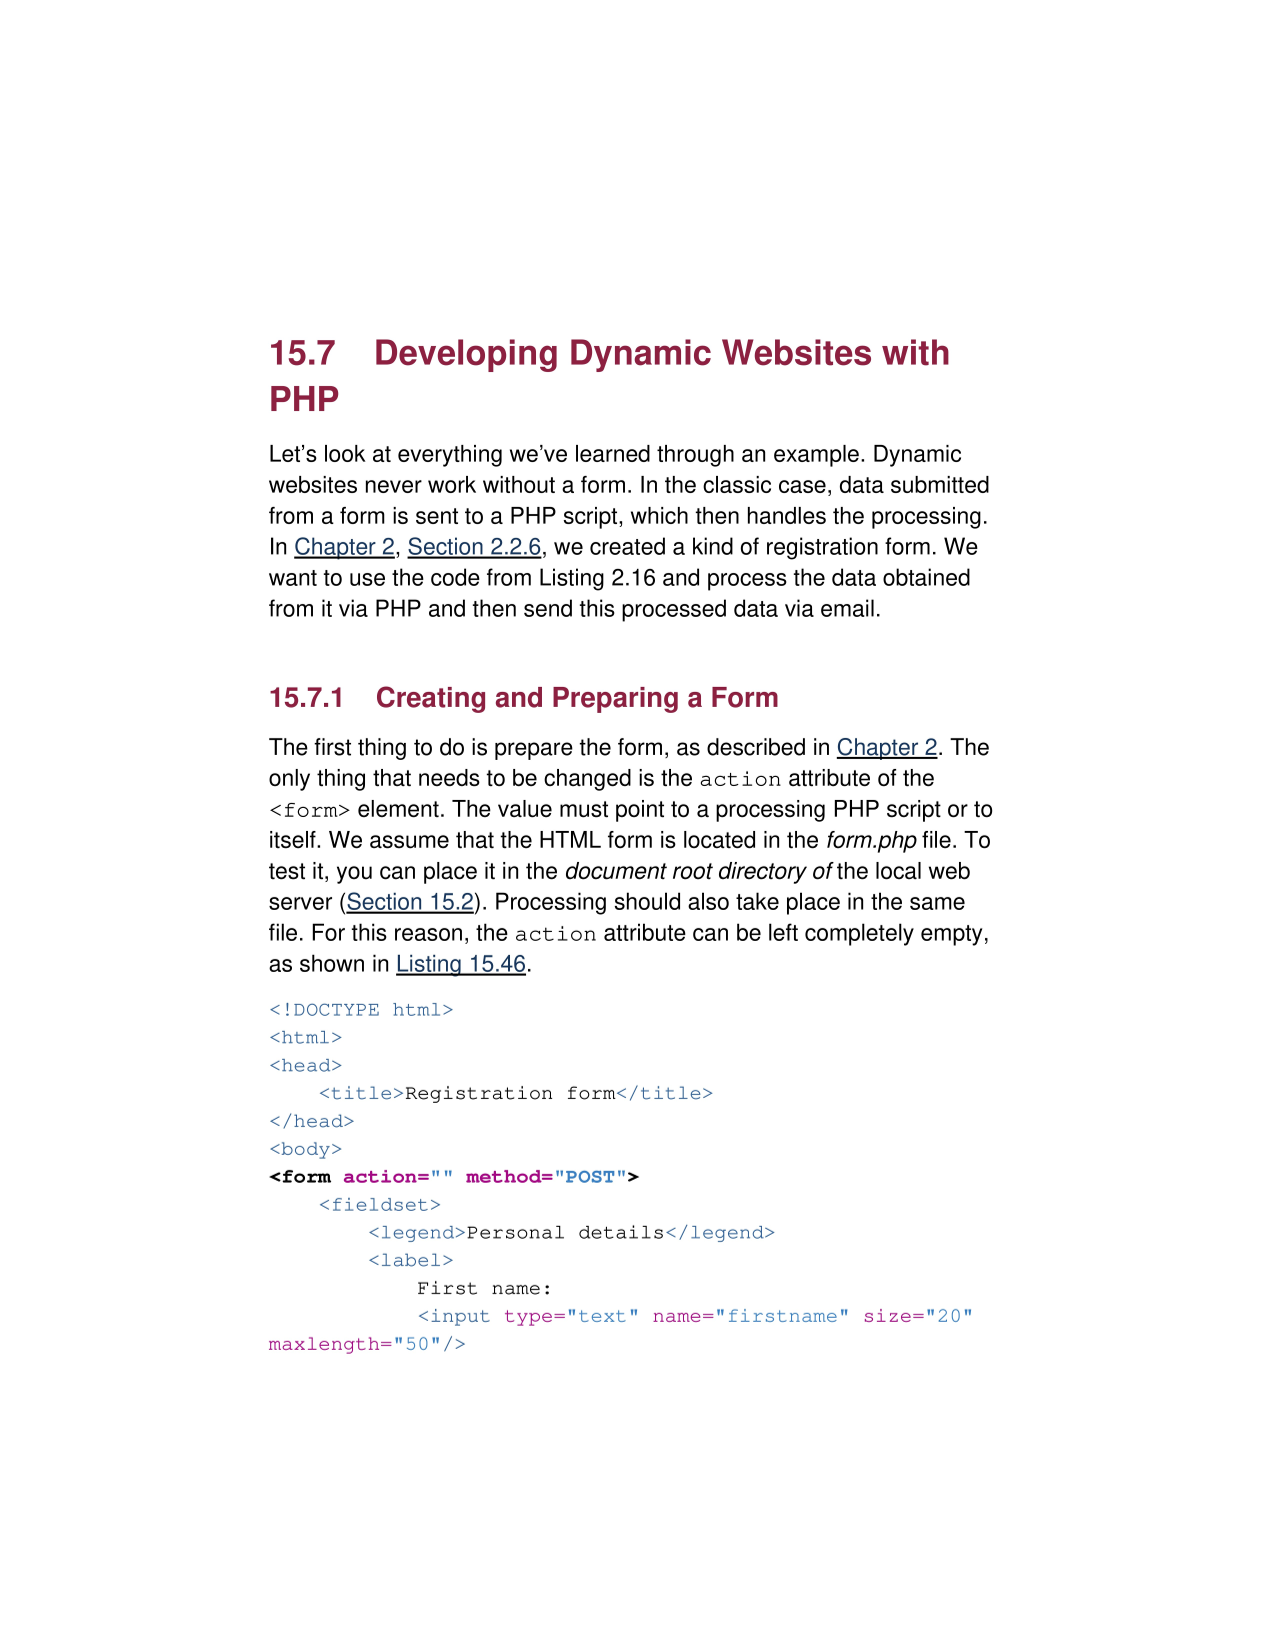 15.7 Developing Dynamic Websites with
PHP
Let’s look at everything we’ve learned through an example. Dynamic
websites never work without a form. In the classic case, data submitted
from a form is sent to a PHP script, which then handles the processing.
In Chapter 2, Section 2.2.6, we created a kind of registration form. We
want to use the code from Listing 2.16 and process the data obtained
from it via PHP and then send this processed data via email.
15.7.1 Creating and Preparing a Form
The first thing to do is prepare the form, as described in Chapter 2. The
only thing that needs to be changed is the action attribute of the
<form> element. The value must point to a processing PHP script or to
itself. We assume that the HTML form is located in the form.php file. To
test it, you can place it in the document root directory of the local web
server (Section 15.2). Processing should also take place in the same
file. For this reason, the action attribute can be left completely empty,
as shown in Listing 15.46.
<!DOCTYPE html>
<html>
<head>
    <title>Registration form</title>
</head>
<body>
<form action="" method="POST">
    <fieldset>
        <legend>Personal details</legend>
        <label>
            First name:
            <input type="text" name="firstname" size="20"
maxlength="50"/>